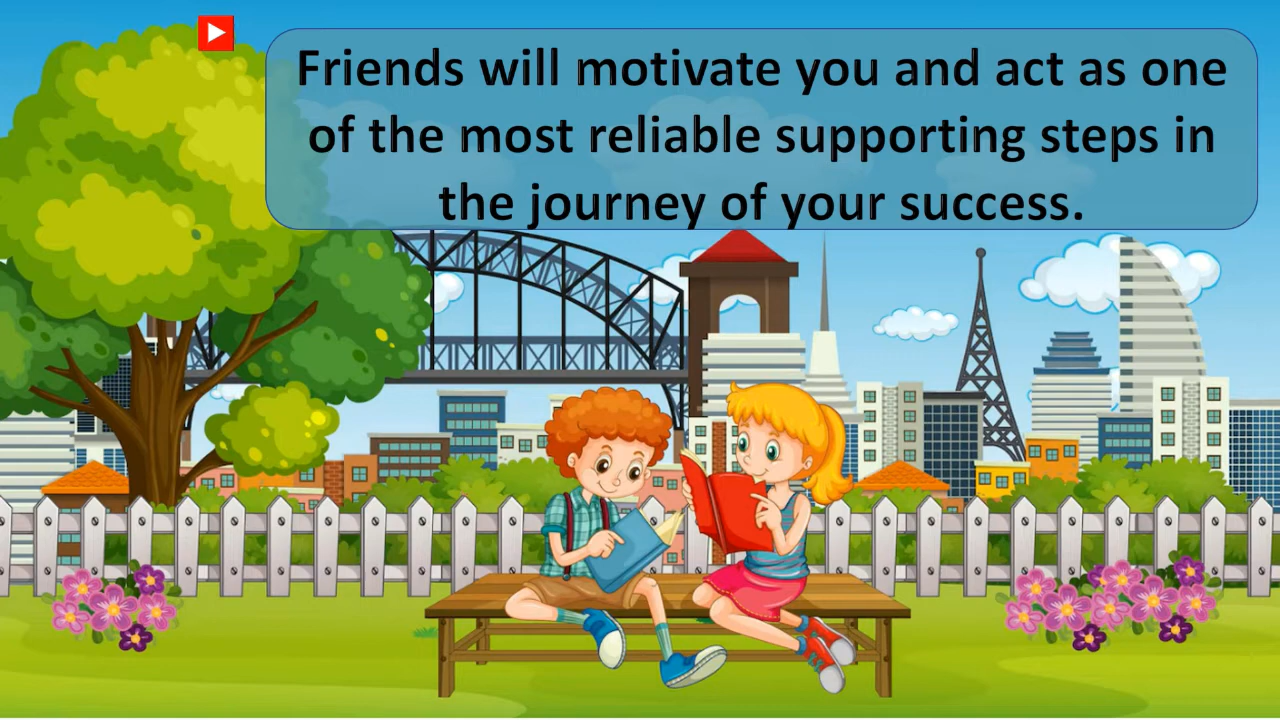 Friends will motivate you and act as one
of the most reliable supporting steps in
the journey of your success.